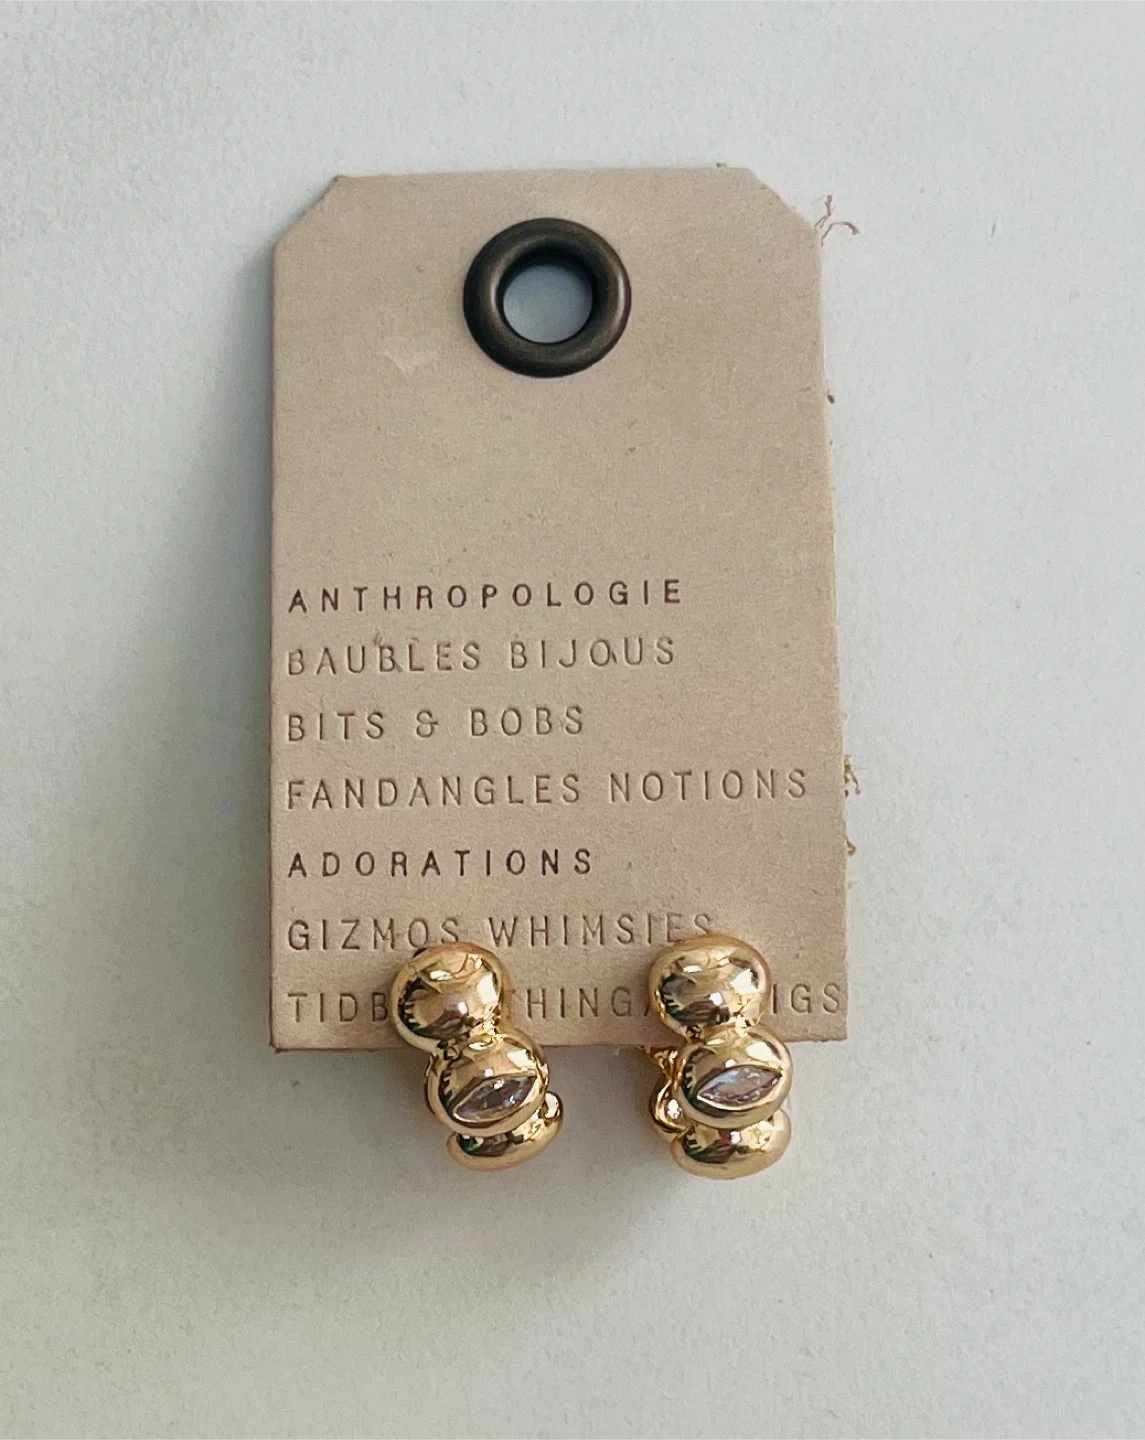 ANTHROPOLOGIE
BAUBLES BIJOUS
BITS & BOBS
FANDANGLES NOTIONS
ADORATIONS
GIZMOS WHIMSIES